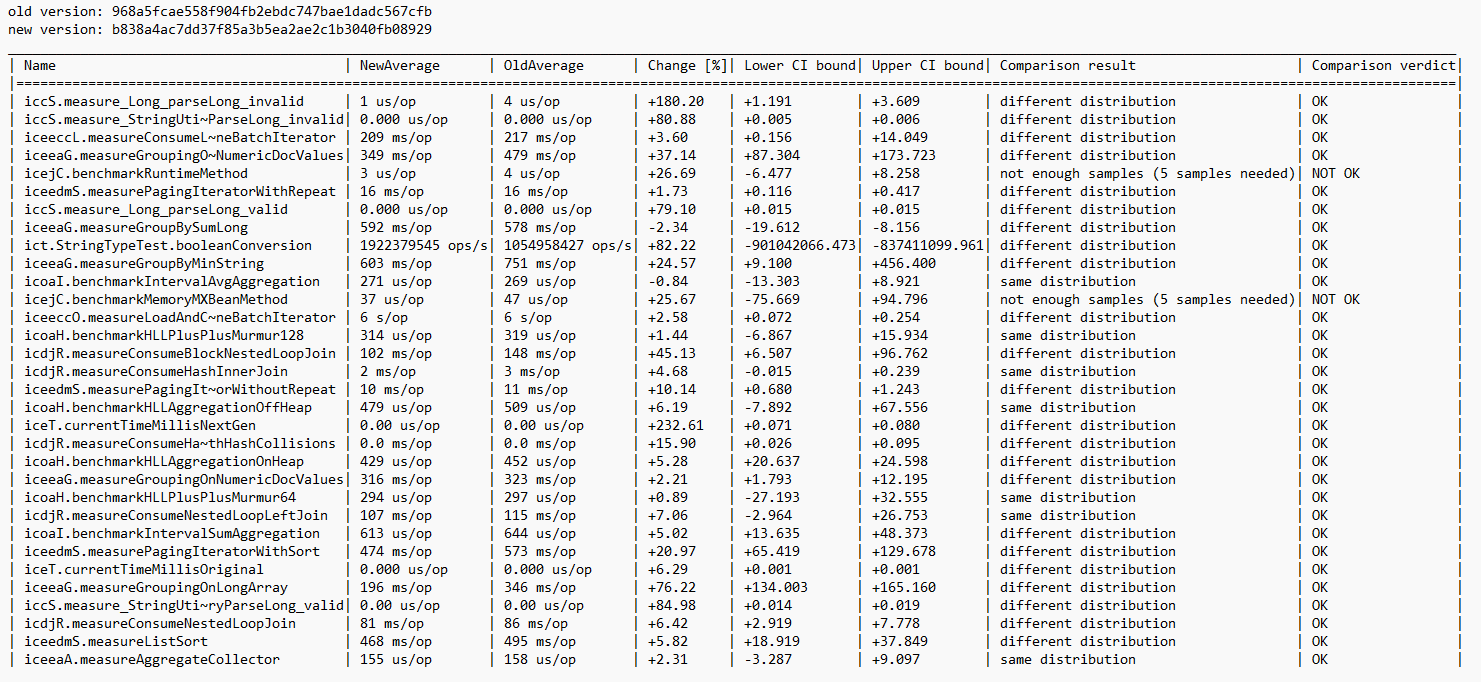 old version: 968a5fcae558f904fb2ebdc747bae1dadc567cfb
new version: b838a4ac7dd37f85a3b5ea2ae2c1b3040fb08929
| Name | NewAverage | OldAverage | Change [%]| Lower CI bound| Upper CI bound| Comparison result | Comparison verdict|
| iccS.measure_Long_parseLong_invalid | 1 us/op | 4 us/op | +180.20 | +1.191 | +3.609 | different distribution | OK |
| iccS.measure_StringUti~ParseLong_invalid| 0.000 us/op | 0.000 us/op | +80.88 | +0.005 | +0.006 | different distribution | OK |
| iceeccL.measureConsumeL~neBatchIterator | 209 ms/op | 217 ms/op | +3.60 | +0.156 | +14.049 | different distribution | OK |
| iceeeaG.measureGroupingO~NumericDocValues| 349 ms/op | 479 ms/op | +37.14 | +87.304 | +173.723 | different distribution | OK |
| icejC.benchmarkRuntimeMethod | 3 us/op | 4 us/op | +26.69 | -6.477 | +8.258 | not enough samples (5 samples needed)| NOT OK |
| iceedmS.measurePagingIteratorWithRepeat | 16 ms/op | 16 ms/op | +1.73 | +0.116 | +0.417 | different distribution | OK |
| iccS.measure_Long_parseLong_valid | 0.000 us/op | 0.000 us/op | +79.10 | +0.015 | +0.015 | different distribution | OK |
| iceeaG.measureGroupBySumLong | 592 ms/op | 578 ms/op | -2.34 | -19.612 | -8.156 | different distribution | OK |
| ict.StringTypeTest.booleanConversion | 1922379545 ops/s| 1054958427 ops/s| +82.22 | -901042066.473| -837411099.961| different distribution | OK |
| iceeaG.measureGroupByMinString | 603 ms/op | 751 ms/op | +24.57 | +9.100 | +456.400 | different distribution | OK |
| icoaI.benchmarkIntervalAvgAggregation | 271 us/op | 269 us/op | -0.84 | -13.303 | +8.921 | same distribution | OK |
| icejC.benchmarkMemoryMXBeanMethod | 37 us/op | 47 us/op | +25.67 | -75.669 | +94.796 | not enough samples (5 samples needed)| NOT OK |
| iceeccO.measureLoadAndC~neBatchIterator | 6 s/op | 6 s/op | +2.58 | +0.072 | +0.254 | different distribution | OK |
| icoaH.benchmarkHLLPlusPlusMurmur128 | 314 us/op | 319 us/op | +1.44 | -6.867 | +15.934 | same distribution | OK |
| icdjR.measureConsumeBlockNestedLoopJoin | 102 ms/op | 148 ms/op | +45.13 | +6.507 | +96.762 | different distribution | OK |
| icdjR.measureConsumeHashInnerJoin | 2 ms/op | 3 ms/op | +4.68 | -0.015 | +0.239 | same distribution | OK |
| iceedmS.measurePagingIt~orWithoutRepeat | 10 ms/op | 11 ms/op | +10.14 | +0.680 | +1.243 | different distribution | OK |
| icoaH.benchmarkHLLAggregationOffHeap | 479 us/op | 509 us/op | +6.19 | -7.892 | +67.556 | same distribution | OK |
| iceT.currentTimeMillisNextGen | 0.00 us/op | 0.00 us/op | +232.61 | +0.071 | +0.080 | different distribution | OK |
| icdjR.measureConsumeHa~thHashCollisions | 0.0 ms/op | 0.0 ms/op | +15.90 | +0.026 | +0.095 | different distribution | OK |
| icoaH.benchmarkHLLAggregationOnHeap | 429 us/op | 452 us/op | +5.28 | +20.637 | +24.598 | different distribution | OK |
| iceeaG.measureGroupingOnNumericDocValues| 316 ms/op | 323 ms/op | +2.21 | +1.793 | +12.195 | different distribution | OK |
| icoaH.benchmarkHLLPlusPlusMurmur64 | 294 us/op | 297 us/op | +0.89 | -27.193 | +32.555 | same distribution | OK |
| icdjR.measureConsumeNestedLoopLeftJoin | 107 ms/op | 115 ms/op | +7.06 | -2.964 | +26.753 | same distribution | OK |
| icoaI.benchmarkIntervalSumAggregation | 613 us/op | 644 us/op | +5.02 | +13.635 | +48.373 | different distribution | OK |
| iceedmS.measurePagingIteratorWithSort | 474 ms/op | 573 ms/op | +20.97 | +65.419 | +129.678 | different distribution | OK |
| iceT.currentTimeMillisOriginal | 0.000 us/op | 0.000 us/op | +6.29 | +0.001 | +0.001 | different distribution | OK |
| iceeaG.measureGroupingOnLongArray | 196 ms/op | 346 ms/op | +76.22 | +134.003 | +165.160 | different distribution | OK |
| iccS.measure_StringUti~ryParseLong_valid| 0.00 us/op | 0.00 us/op | +84.98 | +0.014 | +0.019 | different distribution | OK |
| icdjR.measureConsumeNestedLoopJoin | 81 ms/op | 86 ms/op | +6.42 | +2.919 | +7.778 | different distribution | OK |
| iceedmS.measureListSort | 468 ms/op | 495 ms/op | +5.82 | +18.919 | +37.849 | different distribution | OK |
| iceeaA.measureAggregateCollector | 155 us/op | 158 us/op | +2.31 | -3.287 | +9.097 | same distribution | OK |